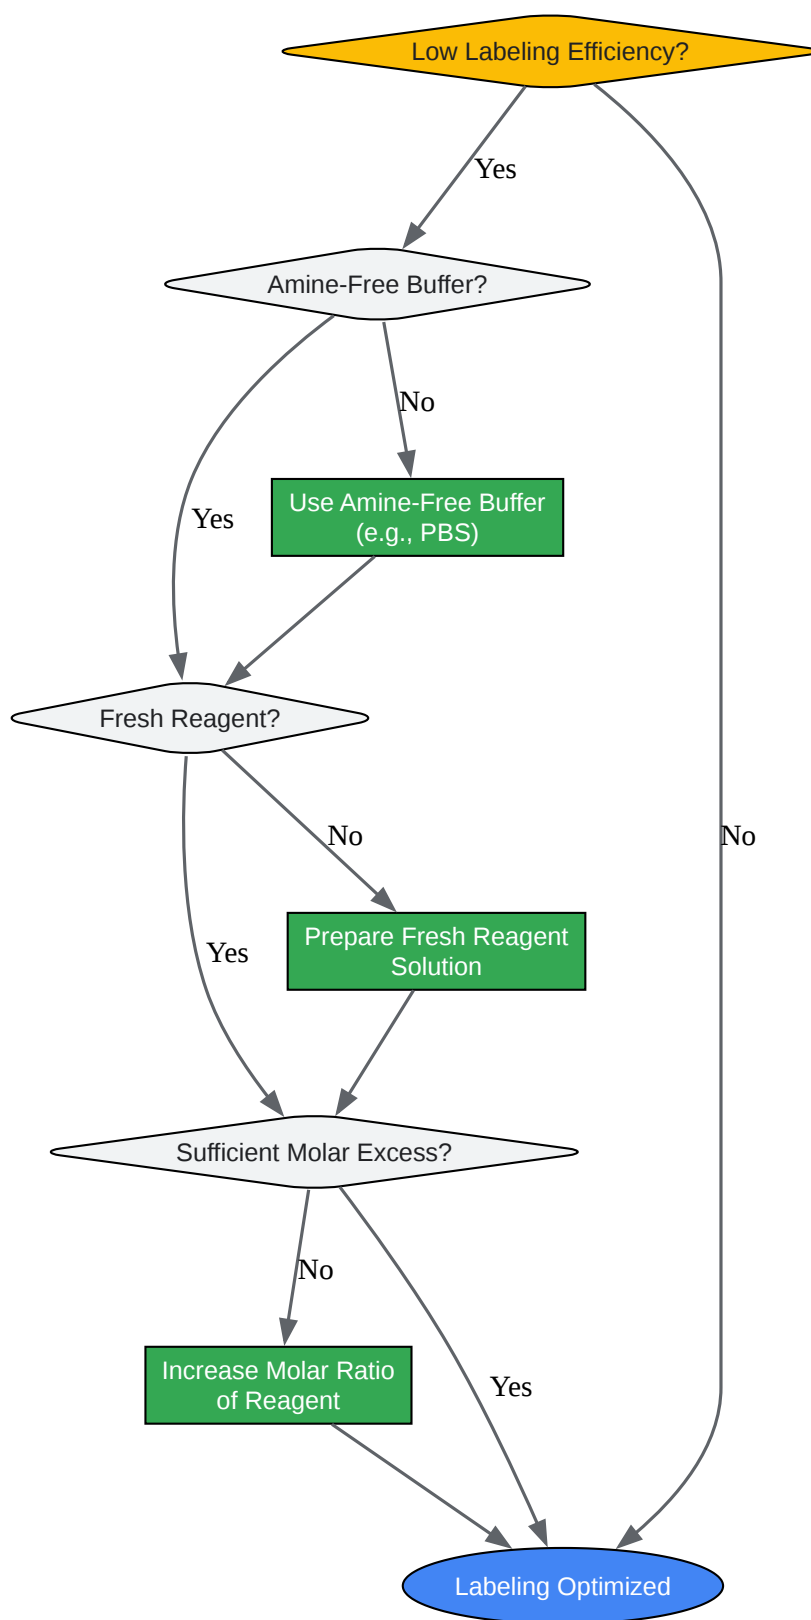 Low Labeling Efficiency?
Yes
Amine-Free Buffer?
No
Yes
Use Amine-Free Buffer
(e.g., PBS)
Fresh Reagent?
No
No
Yes
Prepare Fresh Reagent
Solution
Sufficient Molar Excess?
No
Increase Molar Ratio
of Reagent
Yes
Labeling Optimized